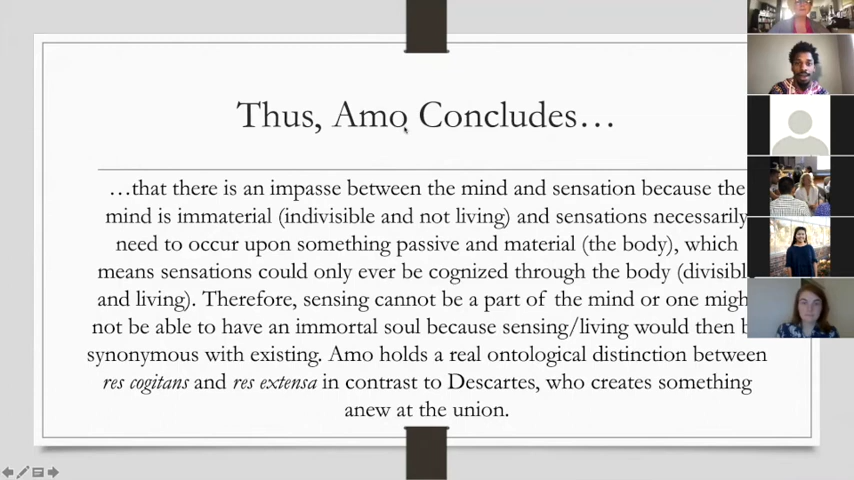 Thus, Amo Concludes…
…that there is an impasse between the mind and sensation because the
mind is immaterial (indivisible and not living) and sensations necessarily
need to occur upon something passive and material (the body), which
means sensations could only ever be cognized through the body (divisible
and living). Therefore, sensing cannot be a part of the mind or one migh
not be able to have an immortal soul because sensing/living would then b
synonymous with existing. Amo holds a real ontological distinction between
res cogitans and res extensa in contrast to Descartes, who creates something
anew at the union.